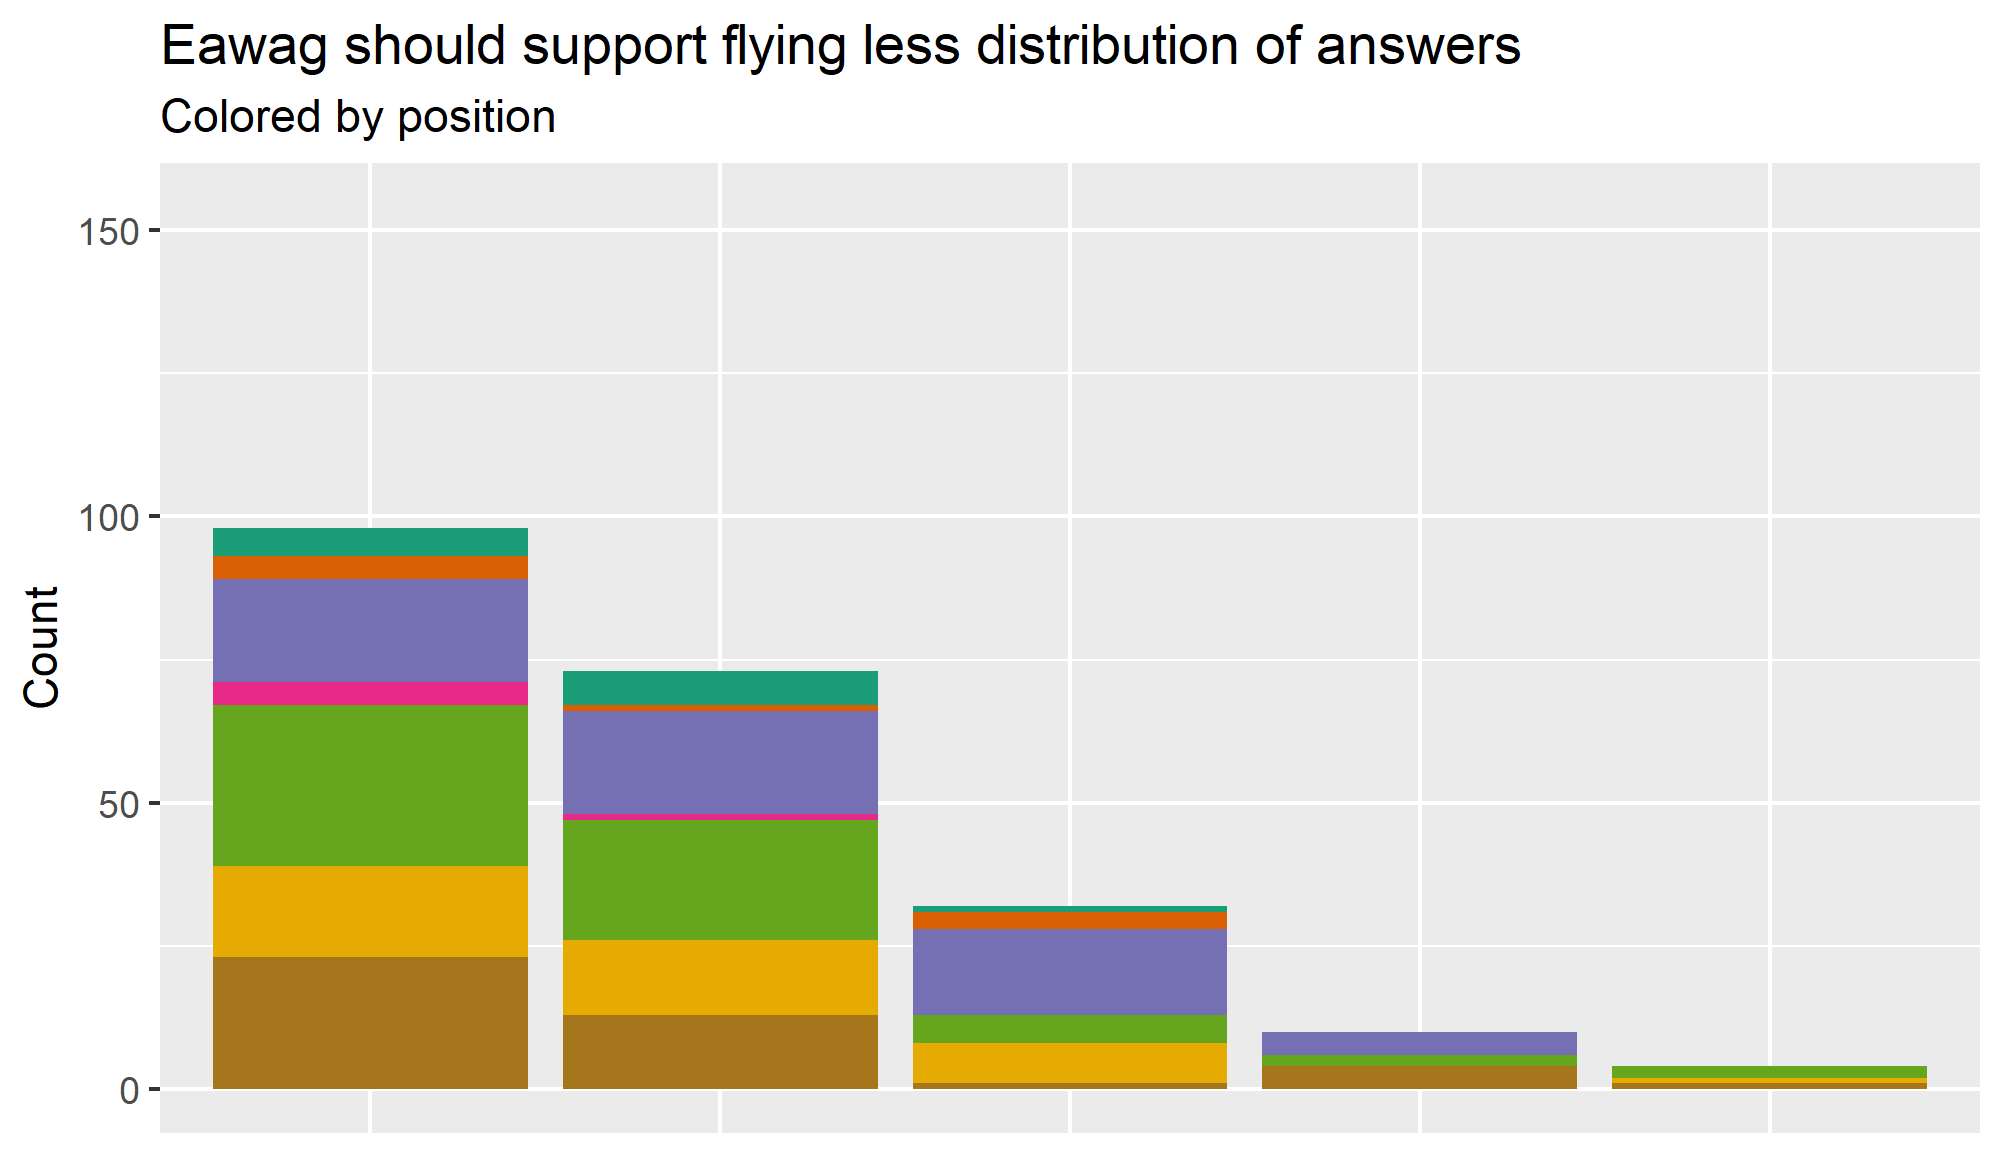 Eawag should support flying less distribution of answers
Colored by position
150
100
50
0
Count